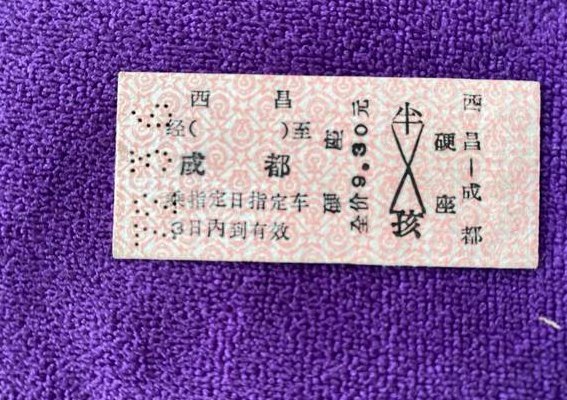 西 昌
经( )至
成 都
乘指定日指定车
3日内到有效
硬座
全价9.30元
半
孩
硬座
西昌—成都